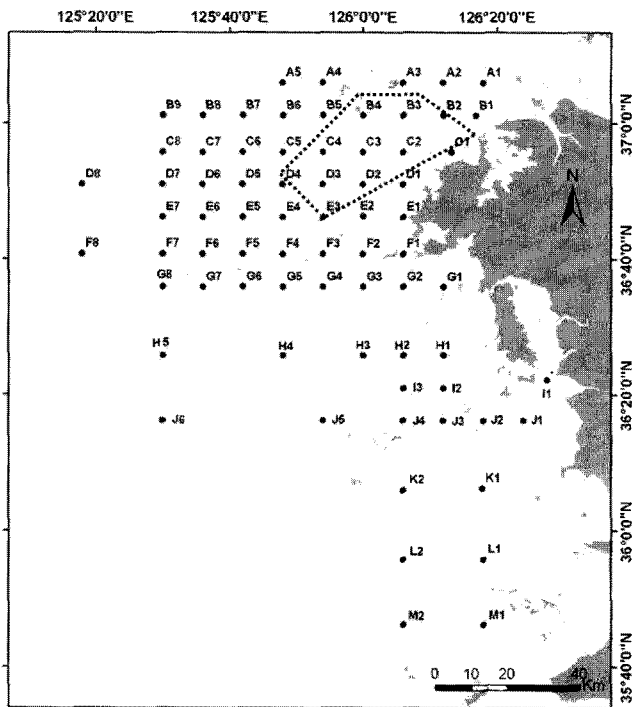 125°20'0"E 125°40'0"E 126°0'0"E 126°20'0"E
A5 A4 A3 A2 A1
B9 B8 B7 B6 B5 B4 B3 B2 B1
37°0'0"N
C8 C7 C6 C5 C4 C3 C2 C1
D8 D7 D6 D5 D4 D3 D2 D1
N
E7 E6 E5 E4 E3 E2 E1
F8 F7 F6 F5 F4 F3 F2 F1
36°40'0"N
G8 G7 G6 G5 G4 G3 G2 G1
H5 H4 H3 H2 H1
I3 I2 I1
36°20'0"N
J6 J5 J4 J3 J2 J1
K2 K1
36°0'0"N
L2 L1
M2 M1
35°40'0"N
0 10 20 40
Km